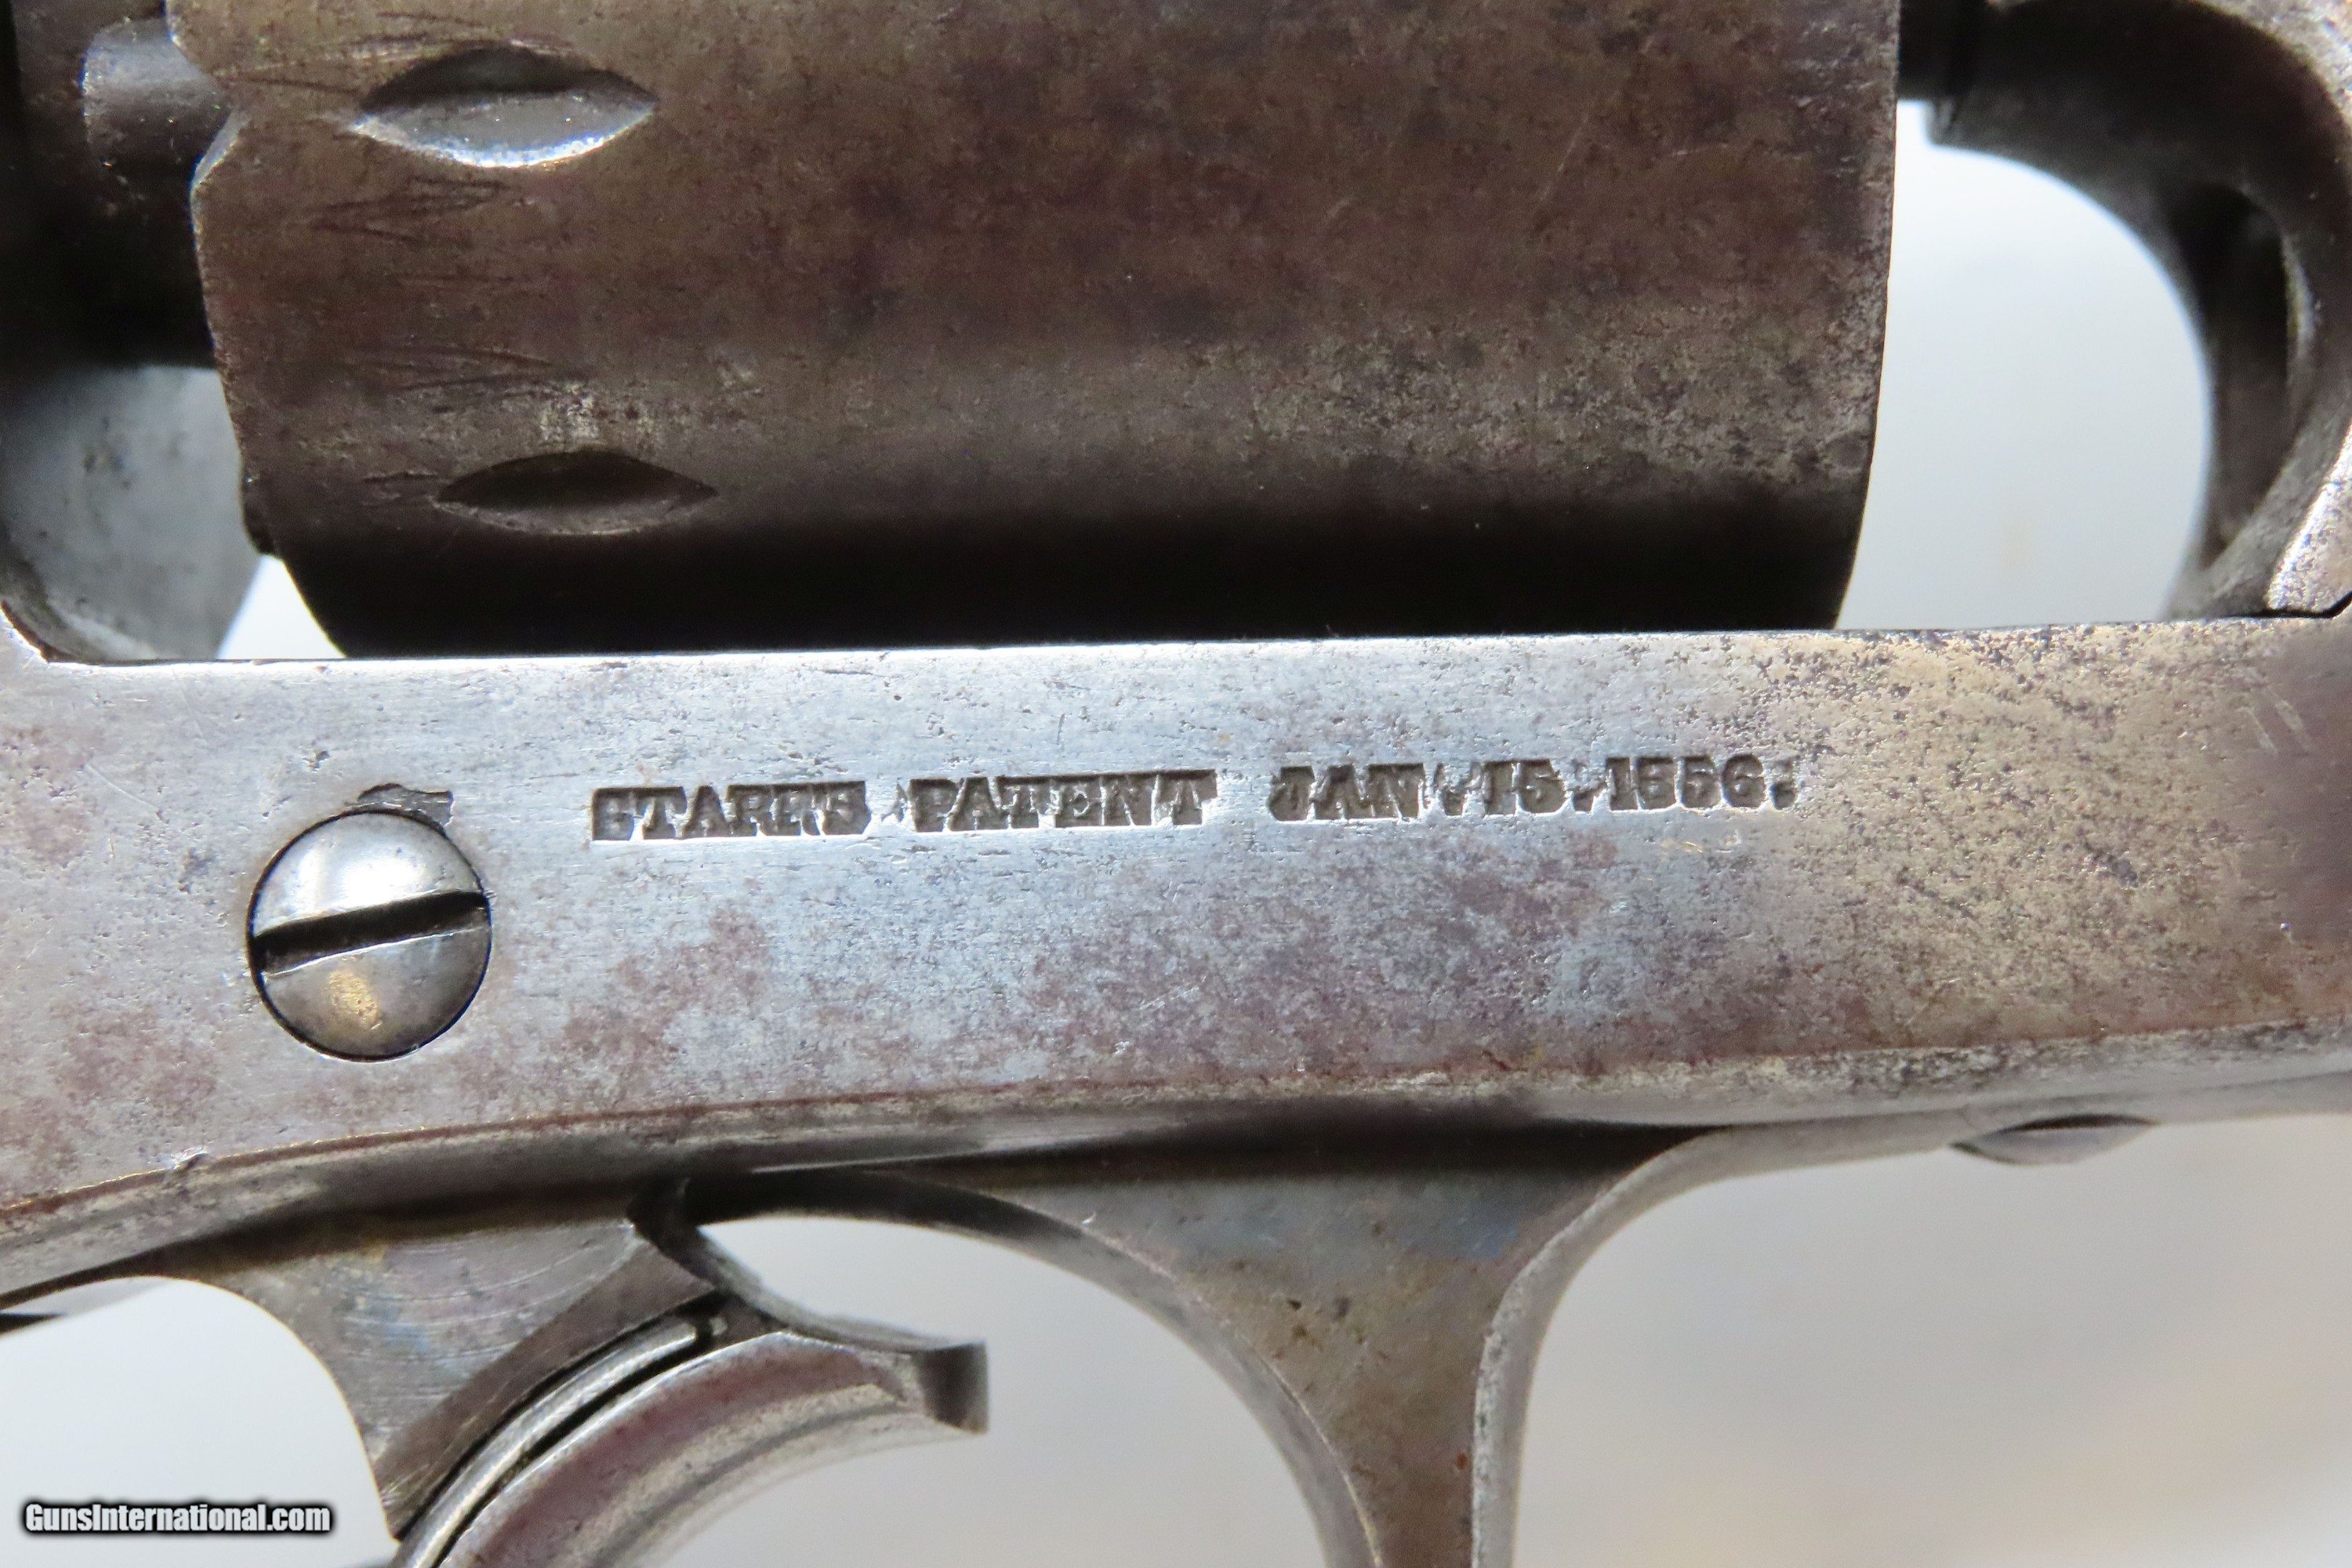 STARR'S PATENT JAN. 15. 1856.
GunsInternational.com